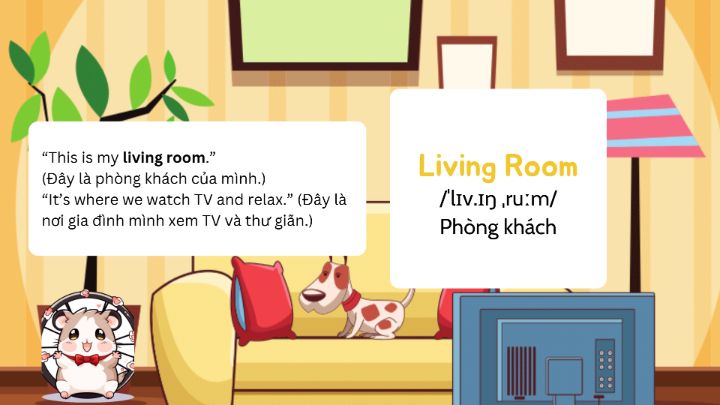 “This is my living room.”
(Đây là phòng khách của mình.)
“It’s where we watch TV and relax.” (Đây là
nơi gia đình mình xem TV và thư giãn.)
Living Room
/ˈlɪv.ɪŋ ˌruːm/
Phòng khách